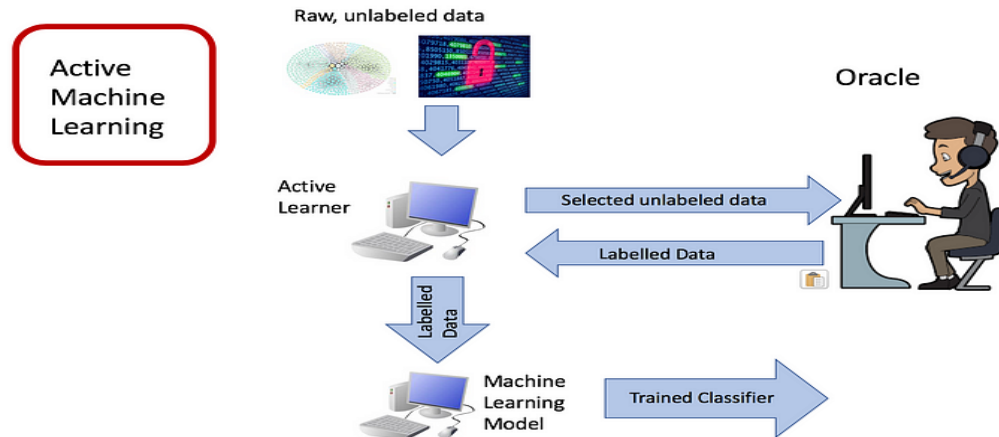 Raw, unlabeled data
Active
Machine
Learning
Oracle
Active
Learner
Selected unlabeled data
Labelled Data
Labelled
Data
Machine
Learning
Model
Trained Classifier